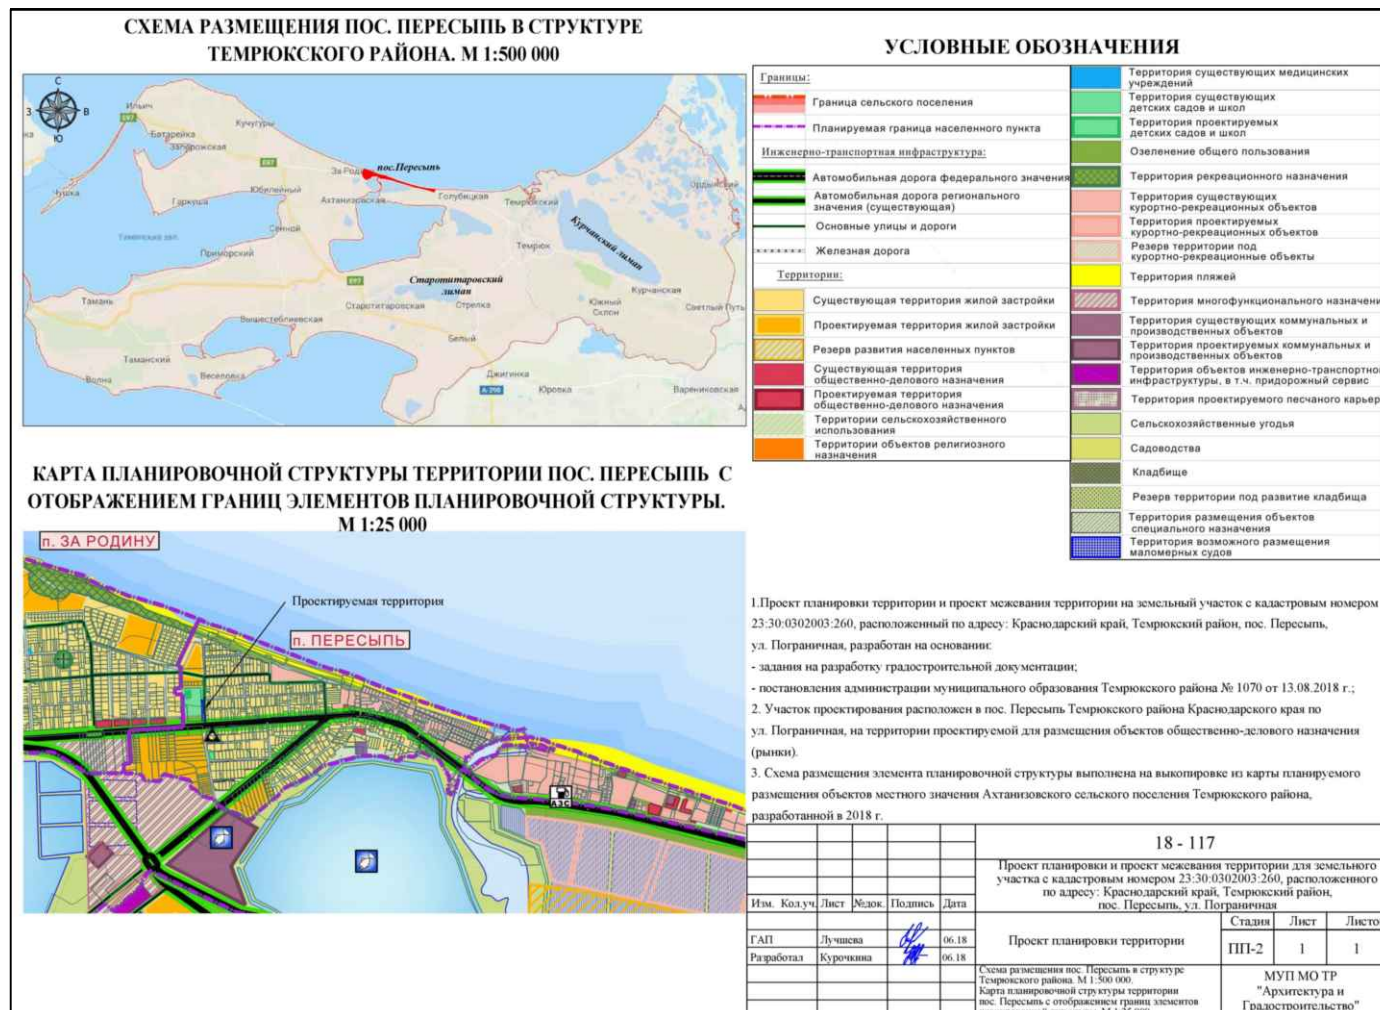 СХЕМА РАЗМЕЩЕНИЯ ПОС. ПЕРЕСЫПЬ В СТРУКТУРЕ
ТЕМРЮКСКОГО РАЙОНА. М 1:500 000
С
З
В
Ю
Ильич
Е97
Батарейка
Кучугуры
Запорожская
Чушка
Гаркуша
Юбилейный
Е97
За Род
пос.Пересыпь
Ахтанизовская
Голубицкая
Темрюкский
Ордынский
Сенной
Приморский
Темрюк
Курчанский лиман
Е97
Старотитаровский
лиман
Старотитаровская
Стрелка
Курчанская
Южный
Склон
Светлый Путь
Тамань
Вышестеблиевская
Белый
Таманский
Волна
Веселовка
Джигинка
А-290
Юровка
Варениковская
КАРТА ПЛАНИРОВОЧНОЙ СТРУКТУРЫ ТЕРРИТОРИИ ПОС. ПЕРЕСЫПЬ С
ОТОБРАЖЕНИЕМ ГРАНИЦ ЭЛЕМЕНТОВ ПЛАНИРОВОЧНОЙ СТРУКТУРЫ.
М 1:25 000
п. ЗА РОДИНУ
Проектируемая территория
п. ПЕРЕСЫПЬ
АЗС
УСЛОВНЫЕ ОБОЗНАЧЕНИЯ
Границы:
Граница сельского поселения
Планируемая граница населенного пункта
Инженерно-транспортная инфраструктура:
Автомобильная дорога федерального значения
Автомобильная дорога регионального
значения (существующая)
Основные улицы и дороги
Железная дорога
Территории:
Существующая территория жилой застройки
Проектируемая территория жилой застройки
Резерв развития населенных пунктов
Существующая территория
общественно-делового назначения
Проектируемая территория
общественно-делового назначения
Территории сельскохозяйственного
использования
Территории объектов религиозного
назначения
Территория существующих медицинских
учреждений
Территория существующих
детских садов и школ
Территория проектируемых
детских садов и школ
Озеленение общего пользования
Территория рекреационного назначения
Территория существующих
курортно-рекреационных объектов
Территория проектируемых
курортно-рекреационных объектов
Резерв территории под
курортно-рекреационные объекты
Территория пляжей
Территория многофункционального назначени
Территория существующих коммунальных и
производственных объектов
Территория проектируемых коммунальных и
производственных объектов
Территория объектов инженерно-транспортно
инфраструктуры, в т.ч. придорожный сервис
Территория проектируемого песчаного карьер
Сельскохозяйственные угодья
Садоводства
Кладбище
Резерв территории под развитие кладбища
Территория размещения объектов
специального назначения
Территория возможного размещения
маломерных судов
1.Проект планировки территории и проект межевания территории на земельный участок с кадастровым номером
23:30:0302003:260, расположенный по адресу: Краснодарский край, Темрюкский район, пос. Пересыпь,
ул. Пограничная, разработан на основании:
- задания на разработку градостроительной документации;
- постановления администрации муниципального образования Темрюкского района № 1070 от 13.08.2018 г.;
2. Участок проектирования расположен в пос. Пересыпь Темрюкского района Краснодарского края по
ул. Пограничная, на территории проектируемой для размещения объектов общественно-делового назначения
(рынки).
3. Схема размещения элемента планировочной структуры выполнена на выкопировке из карты планируемого
размещения объектов местного значения Ахтанизовского сельского поселения Темрюкского района,
разработанной в 2018 г.
18 - 117
Проект планировки и проект межевания территории для земельного
участка с кадастровым номером 23:30:0302003:260, расположенного
по адресу: Краснодарский край, Темрюкский район,
пос. Пересыпь, ул. Пограничная
Изм. Кол.уч. Лист №док. Подпись Дата
Стадия Лист Листо
ГАП Лучшева 06.18
Проект планировки территории
ПП-2 1 1
Разработал Курочкина 06.18
Схема размещения пос. Пересыпь в структуре
Темрюкского района. М 1:500 000.
Карта планировочной структуры территории
пос. Пересыпь с отображением границ элементов
МУП МО ТР
"Архитектура и
Градостроительство"